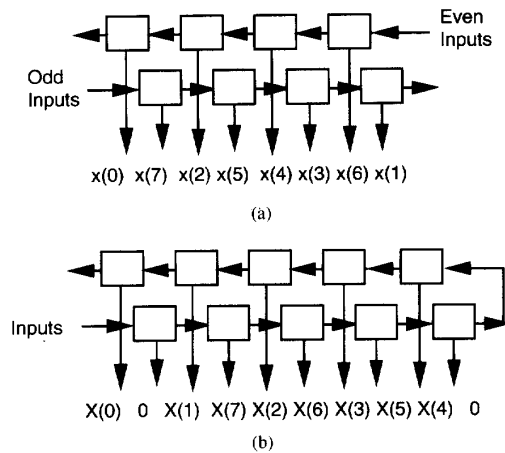 Even
Inputs
Odd
Inputs
x(0) x(7) x(2) x(5) x(4) x(3) x(6) x(1)
(a)
Inputs
X(0) 0 X(1) X(7) X(2) X(6) X(3) X(5) X(4) 0
(b)